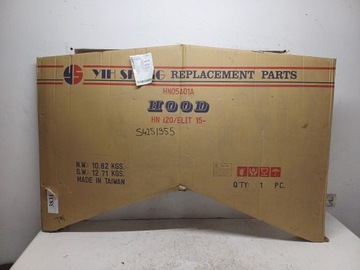 YIH SHENG REPLACEMENT PARTS
HN05A01A
HOOD
HN I20/ELIT 15-
N.W: 10.62 KGS.
G.W: 12.71 KGS.
MADE IN TAIWAN
Q'TY: 1 PC.